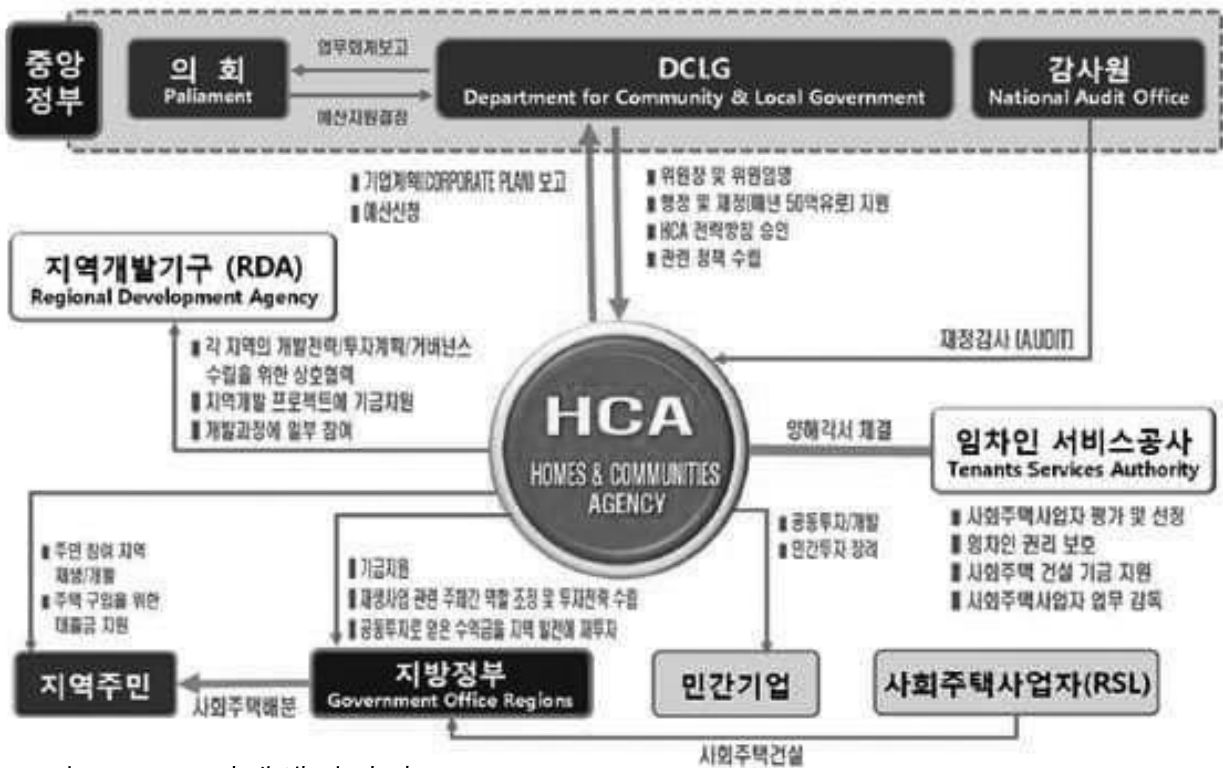 중앙
정부
의 회
Paliament
업무회계보고
예산지원결정
DCLG
Department for Community & Local Government
감사원
National Audit Office
▮ 기업계획(CORPORATE PLAN) 보고
▮ 예산신청
▮ 위원장 및 위원임명
▮ 행정 및 재정(매년 50억유로) 지원
▮ HCA 전략방침 승인
▮ 관련 정책 수립
지역개발기구 (RDA)
Regional Development Agency
▮ 각 지역의 개발전략/투자계획/거버넌스
수립을 위한 상호협력
▮ 지역개발 프로젝트에 기금지원
▮ 개발과정에 일부 참여
재정감사 (AUDIT)
HCA
HOMES & COMMUNITIES
AGENCY
양해각서 체결
임차인 서비스공사
Tenants Services Authority
▮ 사회주택사업자 평가 및 선정
▮ 임차인 권리 보호
▮ 사회주택 건설 기금 지원
▮ 사회주택사업자 업무 감독
▮ 공동투자/개발
▮ 민간투자 장려
▮ 주민 참여 지역
재생/개발
▮ 주택 구입을 위한
대출금 지원
▮ 기금지원
▮ 재생사업 관련 주체간 역할 조정 및 투자전략 수립
▮ 공동투자로 얻은 수익금을 지역 발전에 재투자
지역주민
사회주택배분
지방정부
Government Office Regions
민간기업
사회주택사업자(RSL)
사회주택건설